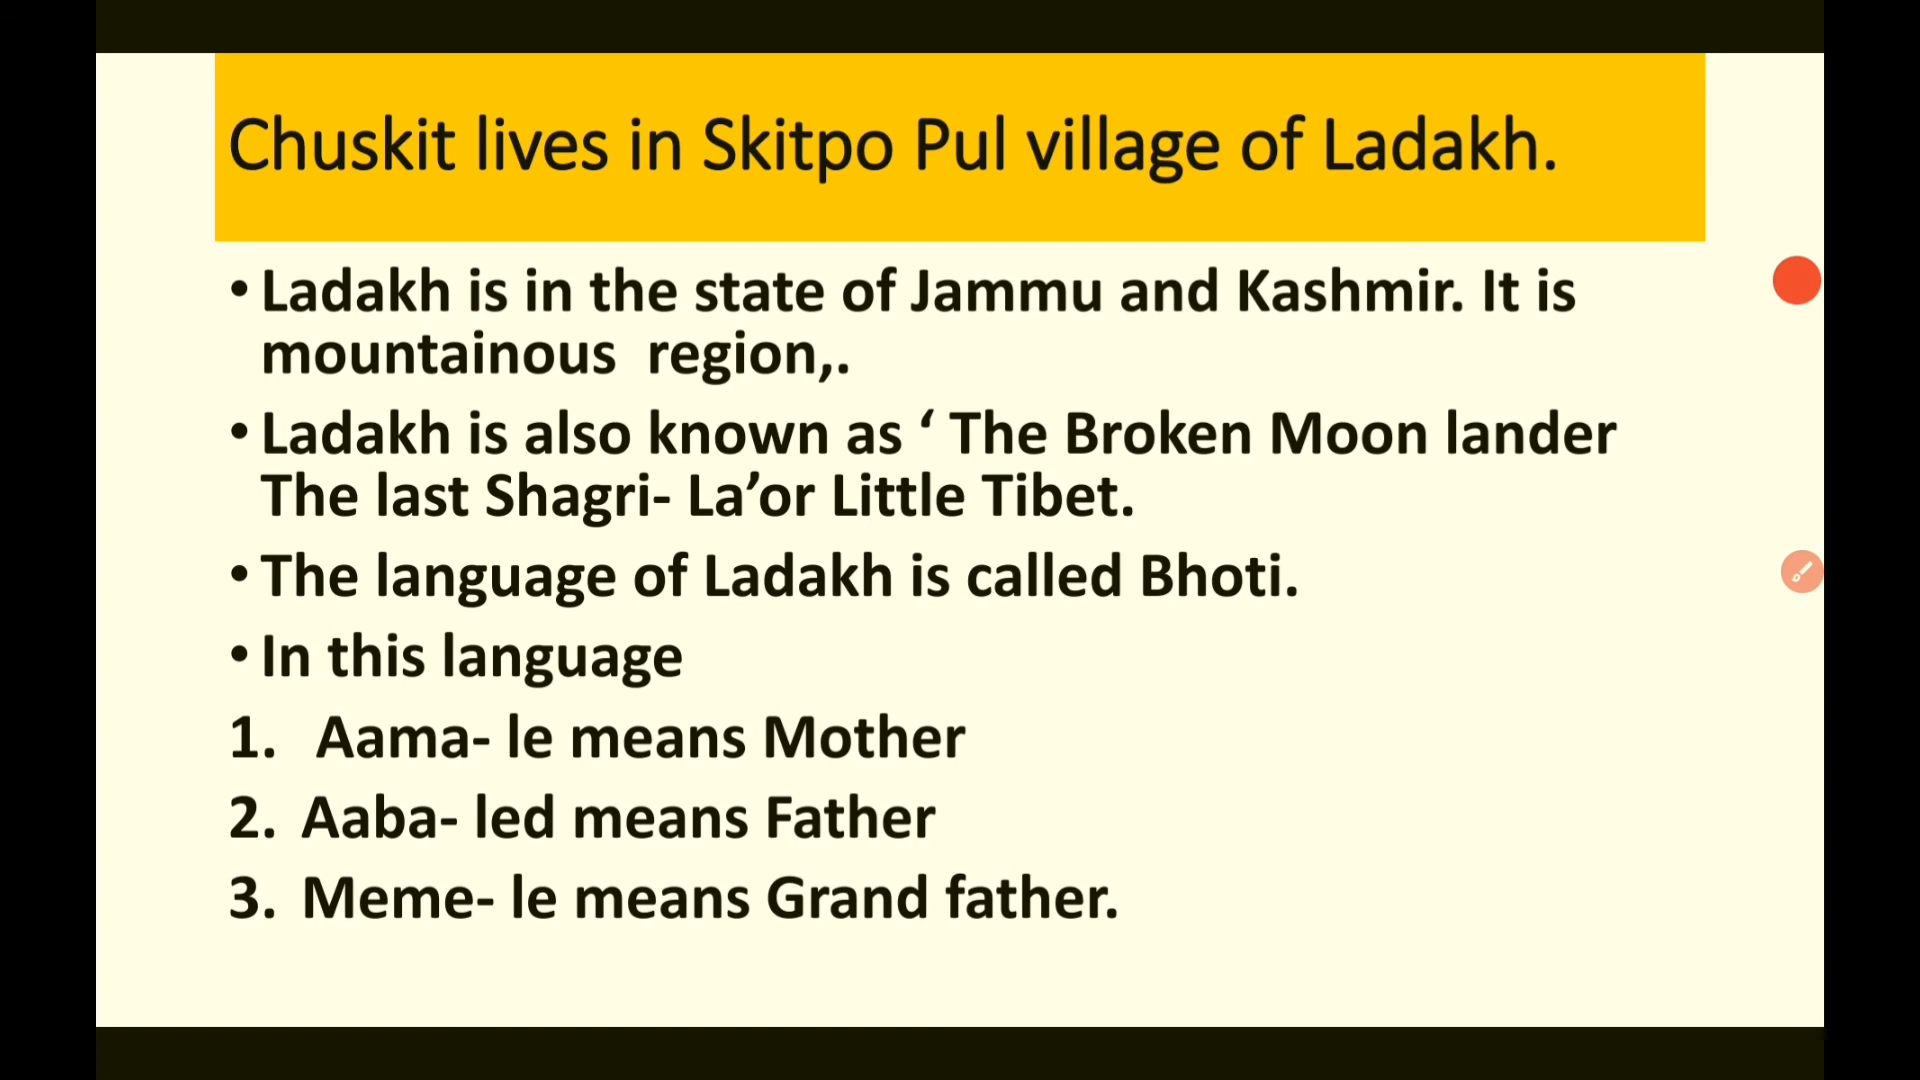 Chuskit lives in Skitpo Pul village of Ladakh.
• Ladakh is in the state of Jammu and Kashmir. It is
mountainous  region,.
• Ladakh is also known as ‘ The Broken Moon lander
The last Shagri- La’or Little Tibet.
• The language of Ladakh is called Bhoti.
• In this language
1. Aama- le means Mother
2. Aaba- led means Father
3. Meme- le means Grand father.